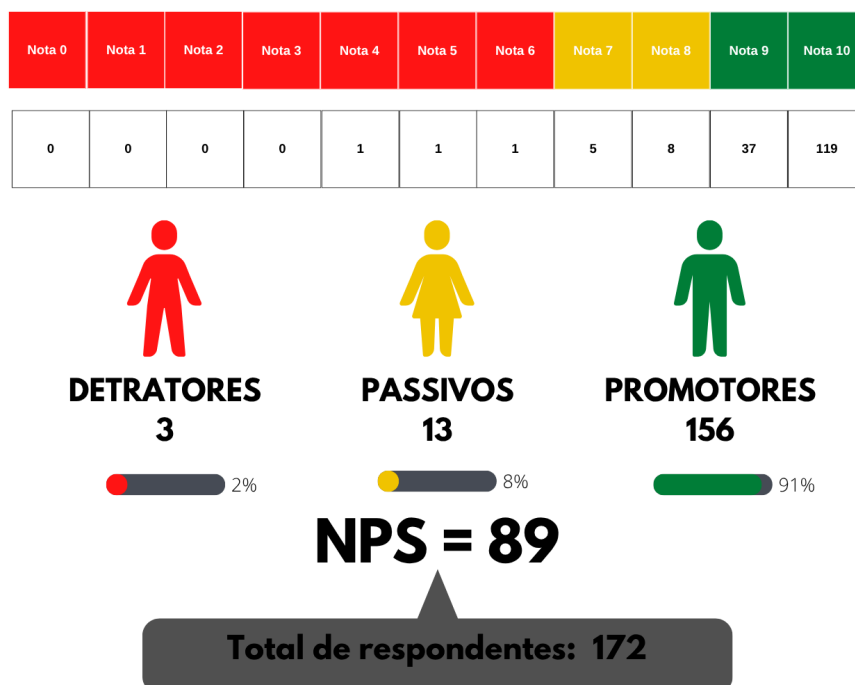 Nota 0 Nota 1 Nota 2 Nota 3 Nota 4 Nota 5 Nota 6 Nota 7 Nota 8 Nota 9 Nota 10
0 0 0 0 1 1 1 5 8 37 119
DETRATORES PASSIVOS PROMOTORES
3 13 156
2% 8% 91%
NPS = 89
Total de respondentes: 172